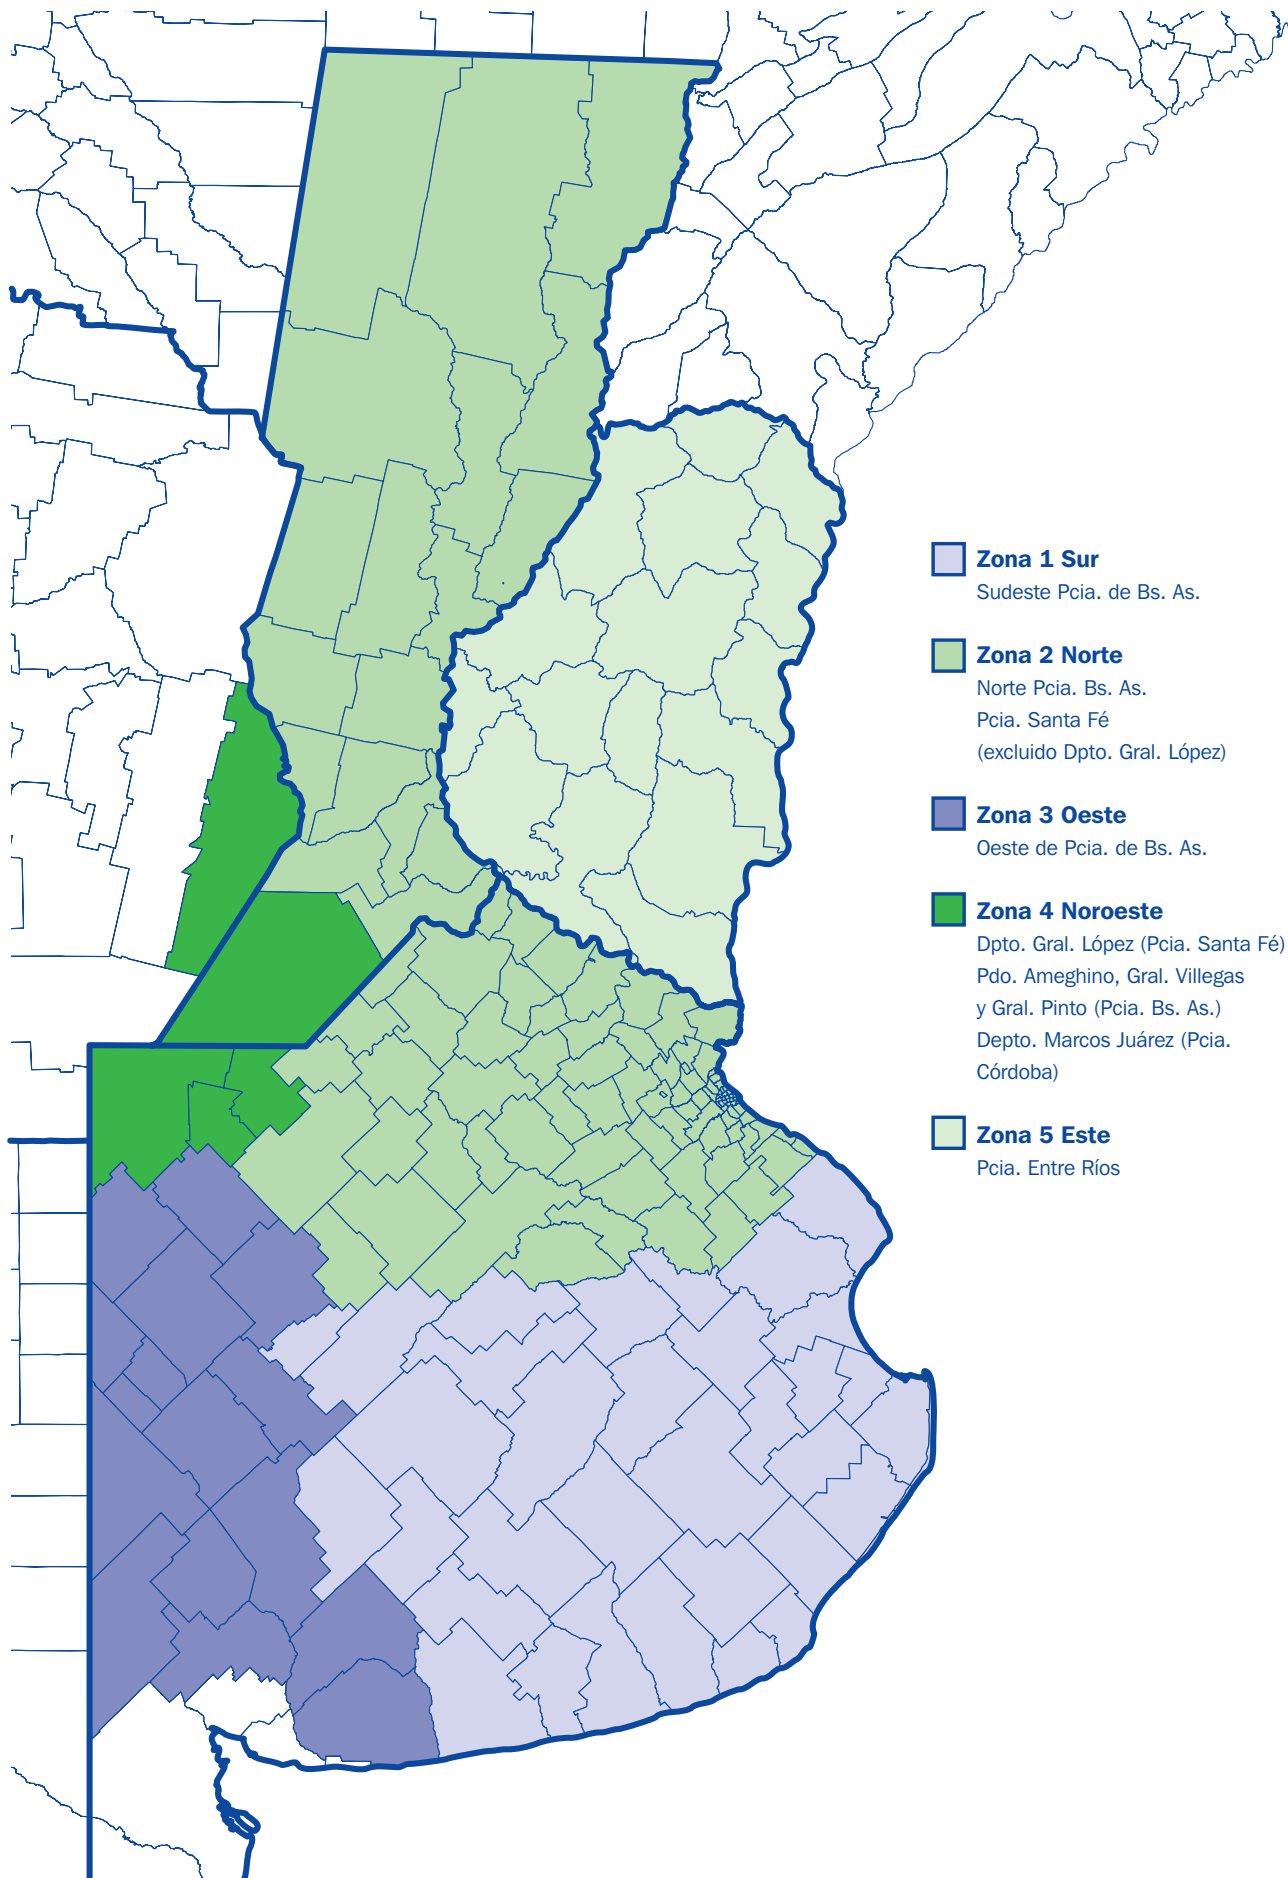 Zona 1 Sur
Sudeste Pcia. de Bs. As.
Zona 2 Norte
Norte Pcia. Bs. As.
Pcia. Santa Fé
(excluido Dpto. Gral. López)
Zona 3 Oeste
Oeste de Pcia. de Bs. As.
Zona 4 Noroeste
Dpto. Gral. López (Pcia. Santa Fé)
Pdo. Ameghino, Gral. Villegas
y Gral. Pinto (Pcia. Bs. As.)
Depto. Marcos Juárez (Pcia.
Córdoba)
Zona 5 Este
Pcia. Entre Ríos